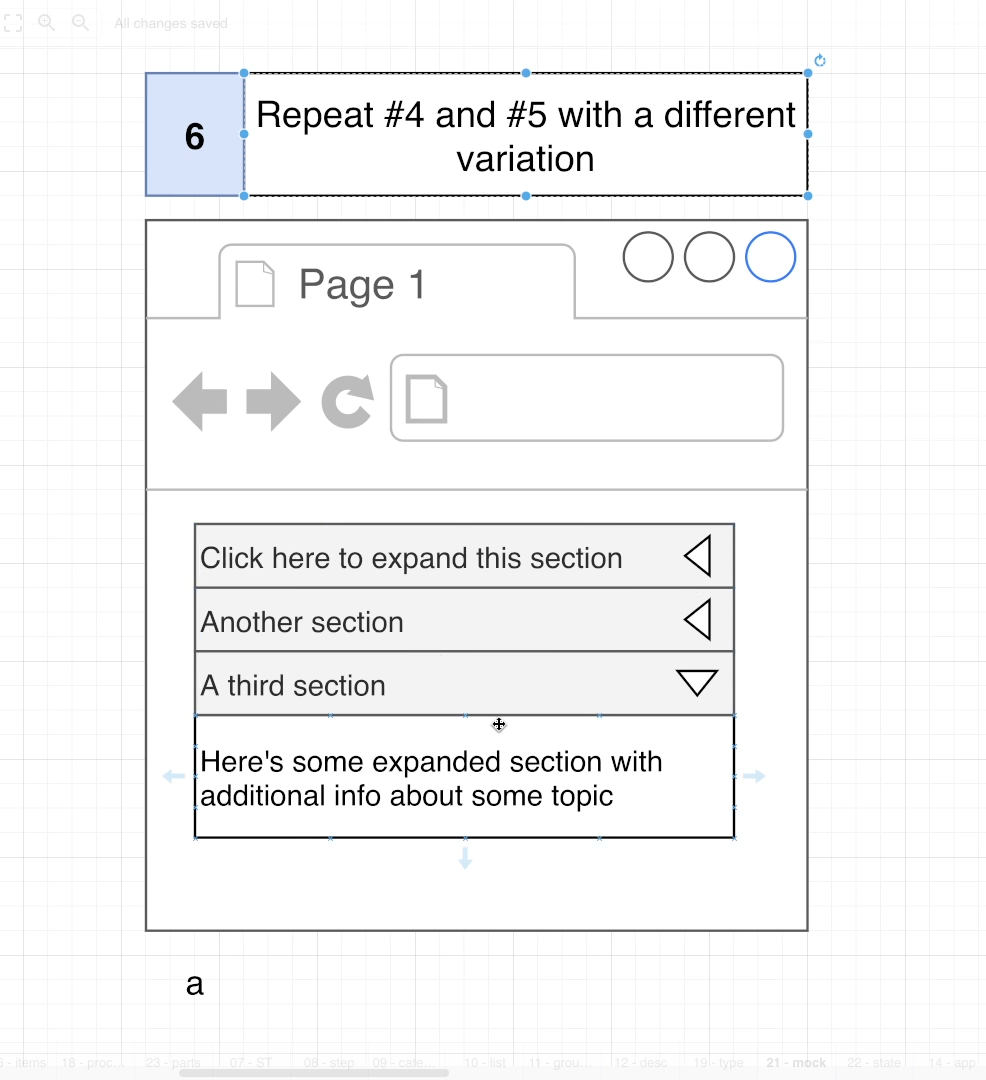 All changes saved
6
Repeat #4 and #5 with a different
variation
Page 1
Click here to expand this section
Another section
A third section
Here's some expanded section with
additional info about some topic
a
- items 18 - proc... 23 - parts 07 - ST 08 - step 09 - cate... 10 - list 11 - grou... 12 - desc 19 - type 21 - mock 22 - state 14 - app